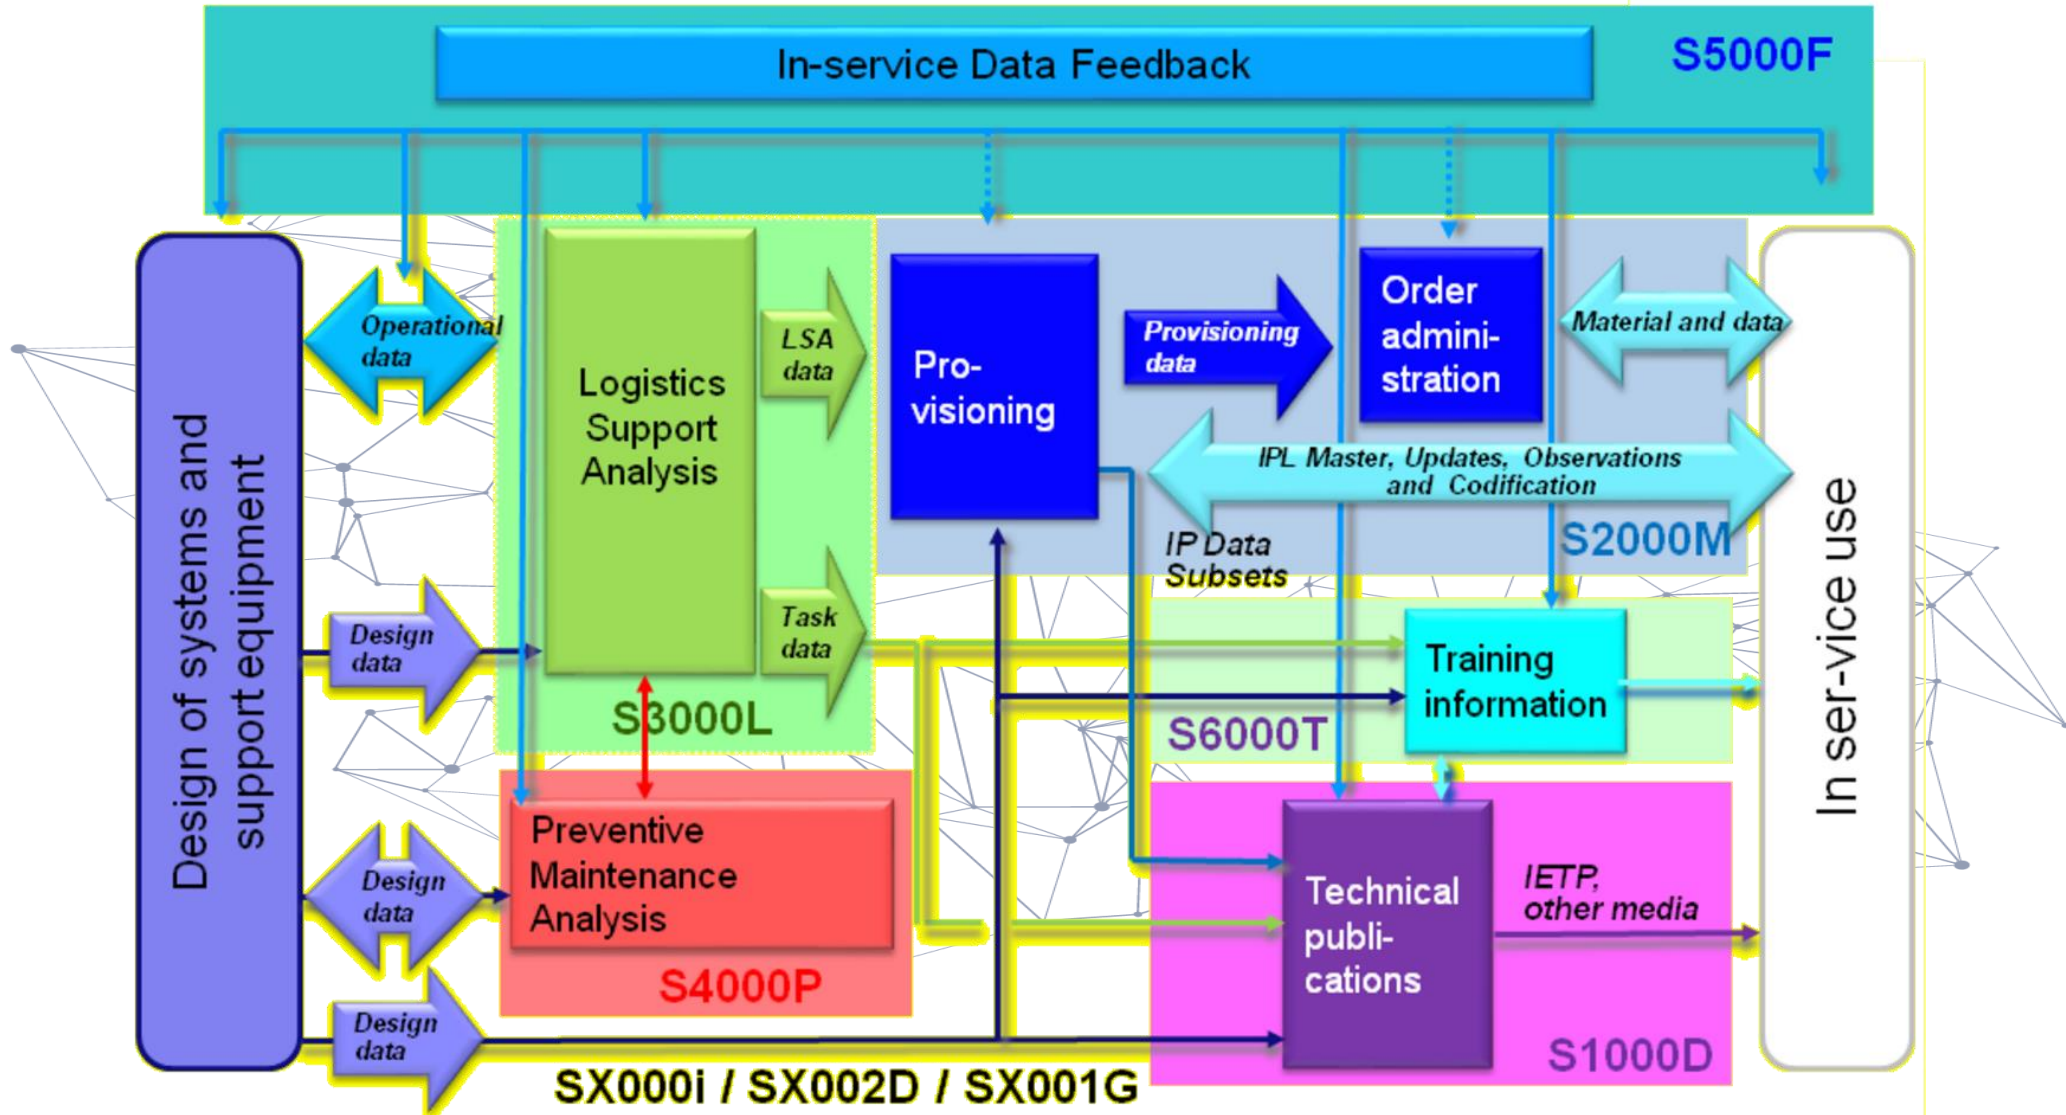 In-service Data Feedback
S5000F
Design of systems and
support equipment
Operational
data
Logistics
Support
Analysis
LSA
data
Pro-
visioning
Provisioning
data
Order
admini-
stration
Material and data
IPL Master, Updates, Observations
and Codification
IP Data
Subsets
S2000M
In ser-vice use
Design
data
Task
data
S3000L
Training
information
S6000T
Preventive
Maintenance
Analysis
Design
data
S4000P
Technical
publi-
cations
IETP,
other media
S1000D
Design
data
SX000i / SX002D / SX001G